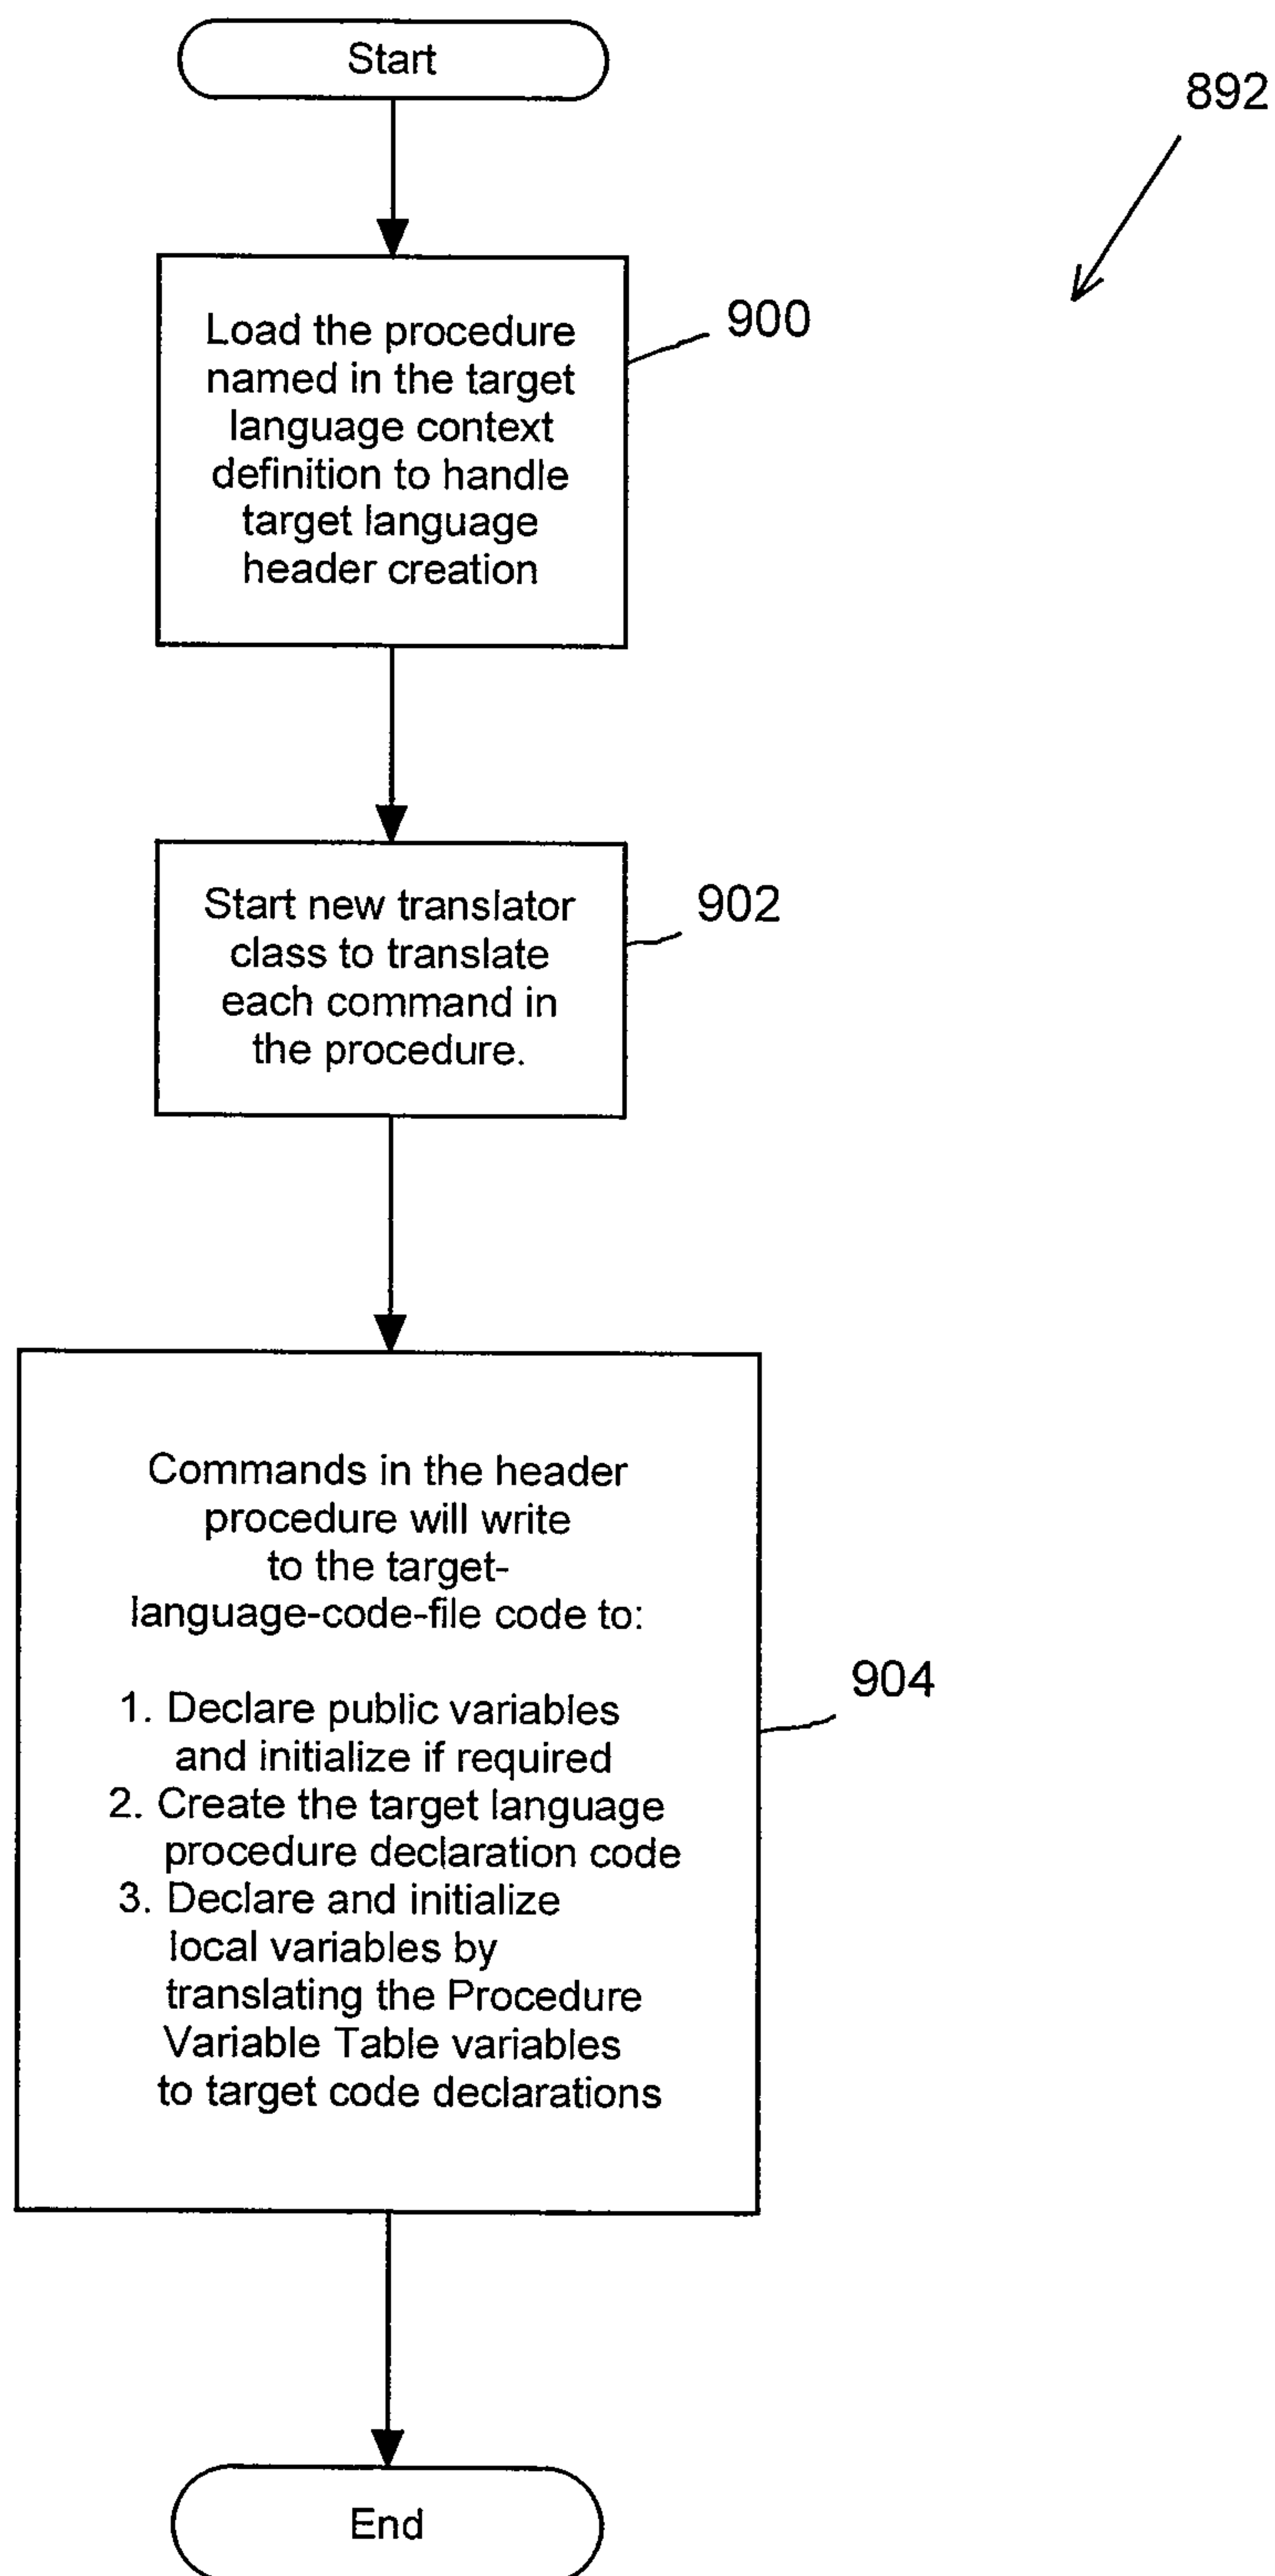 Start
892
Load the procedure
named in the target
language context
definition to handle
target language
header creation
900
Start new translator
class to translate
each command in
the procedure.
902
Commands in the header
procedure will write
to the target-
language-code-file code to:
1. Declare public variables
and initialize if required
2. Create the target language
procedure declaration code
3. Declare and initialize
local variables by
translating the Procedure
Variable Table variables
to target code declarations
904
End